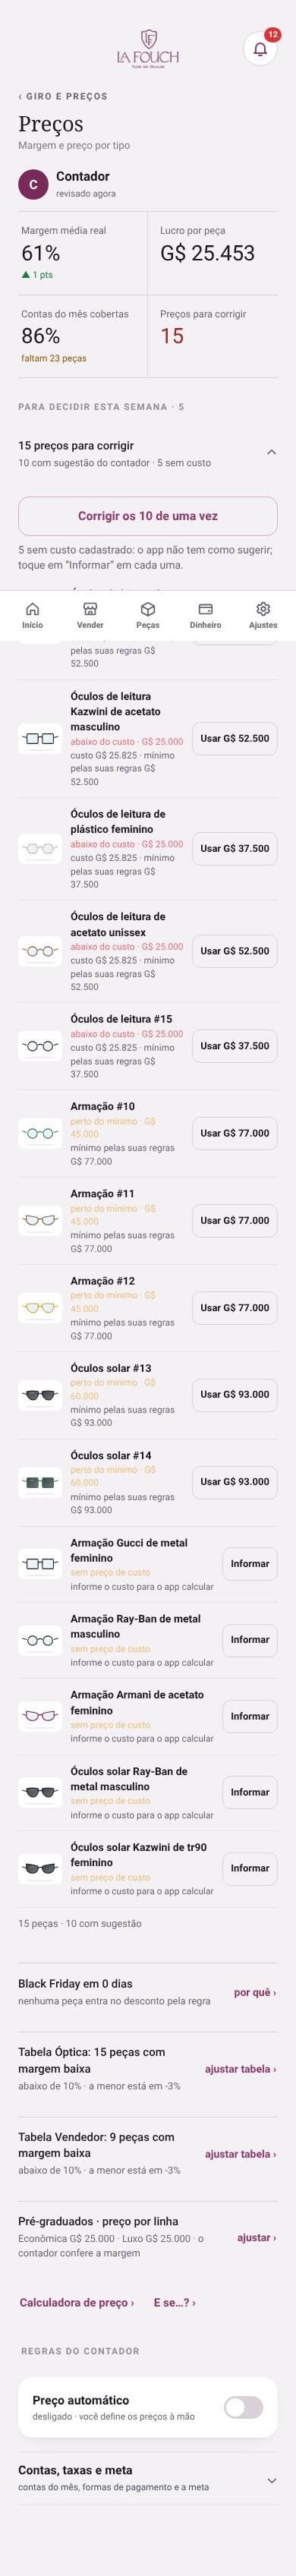 12
LA FOUCH
‹ GIRO E PREÇOS
Preços
Margem e preço por tipo
C
Contador
revisado agora
Margem média real
61%
▲ 1 pts
Lucro por peça
G$ 25.453
Contas do mês cobertas
86%
faltam 23 peças
Preços para corrigir
15
PARA DECIDIR ESTA SEMANA · 5
15 preços para corrigir
10 com sugestão do contador · 5 sem custo
Corrigir os 10 de uma vez
5 sem custo cadastrado: o app não tem como sugerir;
toque em “Informar” em cada uma.
Início
Vender
Peças
Dinheiro
Ajustes
pelas suas regras G$
52.500
Óculos de leitura
Kazwini de acetato
masculino
abaixo do custo · G$ 25.000
custo G$ 25.825 · mínimo
pelas suas regras G$
52.500
Usar G$ 52.500
Óculos de leitura de
plástico feminino
abaixo do custo · G$ 25.000
custo G$ 25.825 · mínimo
pelas suas regras G$
37.500
Usar G$ 37.500
Óculos de leitura de
acetato unissex
abaixo do custo · G$ 25.000
custo G$ 25.825 · mínimo
pelas suas regras G$
52.500
Usar G$ 52.500
Óculos de leitura #15
abaixo do custo · G$ 25.000
custo G$ 25.825 · mínimo
pelas suas regras G$
37.500
Usar G$ 37.500
Armação #10
perto do mínimo · G$
45.000
mínimo pelas suas regras
G$ 77.000
Usar G$ 77.000
Armação #11
perto do mínimo · G$
45.000
mínimo pelas suas regras
G$ 77.000
Usar G$ 77.000
Armação #12
perto do mínimo · G$
45.000
mínimo pelas suas regras
G$ 77.000
Usar G$ 77.000
Óculos solar #13
perto do mínimo · G$
60.000
mínimo pelas suas regras
G$ 93.000
Usar G$ 93.000
Óculos solar #14
perto do mínimo · G$
60.000
mínimo pelas suas regras
G$ 93.000
Usar G$ 93.000
Armação Gucci de metal
feminino
sem preço de custo
informe o custo para o app calcular
Informar
Armação Ray-Ban de metal
masculino
sem preço de custo
informe o custo para o app calcular
Informar
Armação Armani de acetato
feminino
sem preço de custo
informe o custo para o app calcular
Informar
Óculos solar Ray-Ban de
metal masculino
sem preço de custo
informe o custo para o app calcular
Informar
Óculos solar Kazwini de tr90
feminino
sem preço de custo
informe o custo para o app calcular
Informar
15 peças · 10 com sugestão
Black Friday em 0 dias
nenhuma peça entra no desconto pela regra
por quê ›
Tabela Óptica: 15 peças com
margem baixa
abaixo de 10% · a menor está em -3%
ajustar tabela ›
Tabela Vendedor: 9 peças com
margem baixa
abaixo de 10% · a menor está em -3%
ajustar tabela ›
Pré-graduados · preço por linha
Econômica G$ 25.000 · Luxo G$ 25.000 · o
contador confere a margem
ajustar ›
Calculadora de preço ›
E se…? ›
REGRAS DO CONTADOR
Preço automático
desligado · você define os preços à mão
Contas, taxas e meta
contas do mês, formas de pagamento e a meta